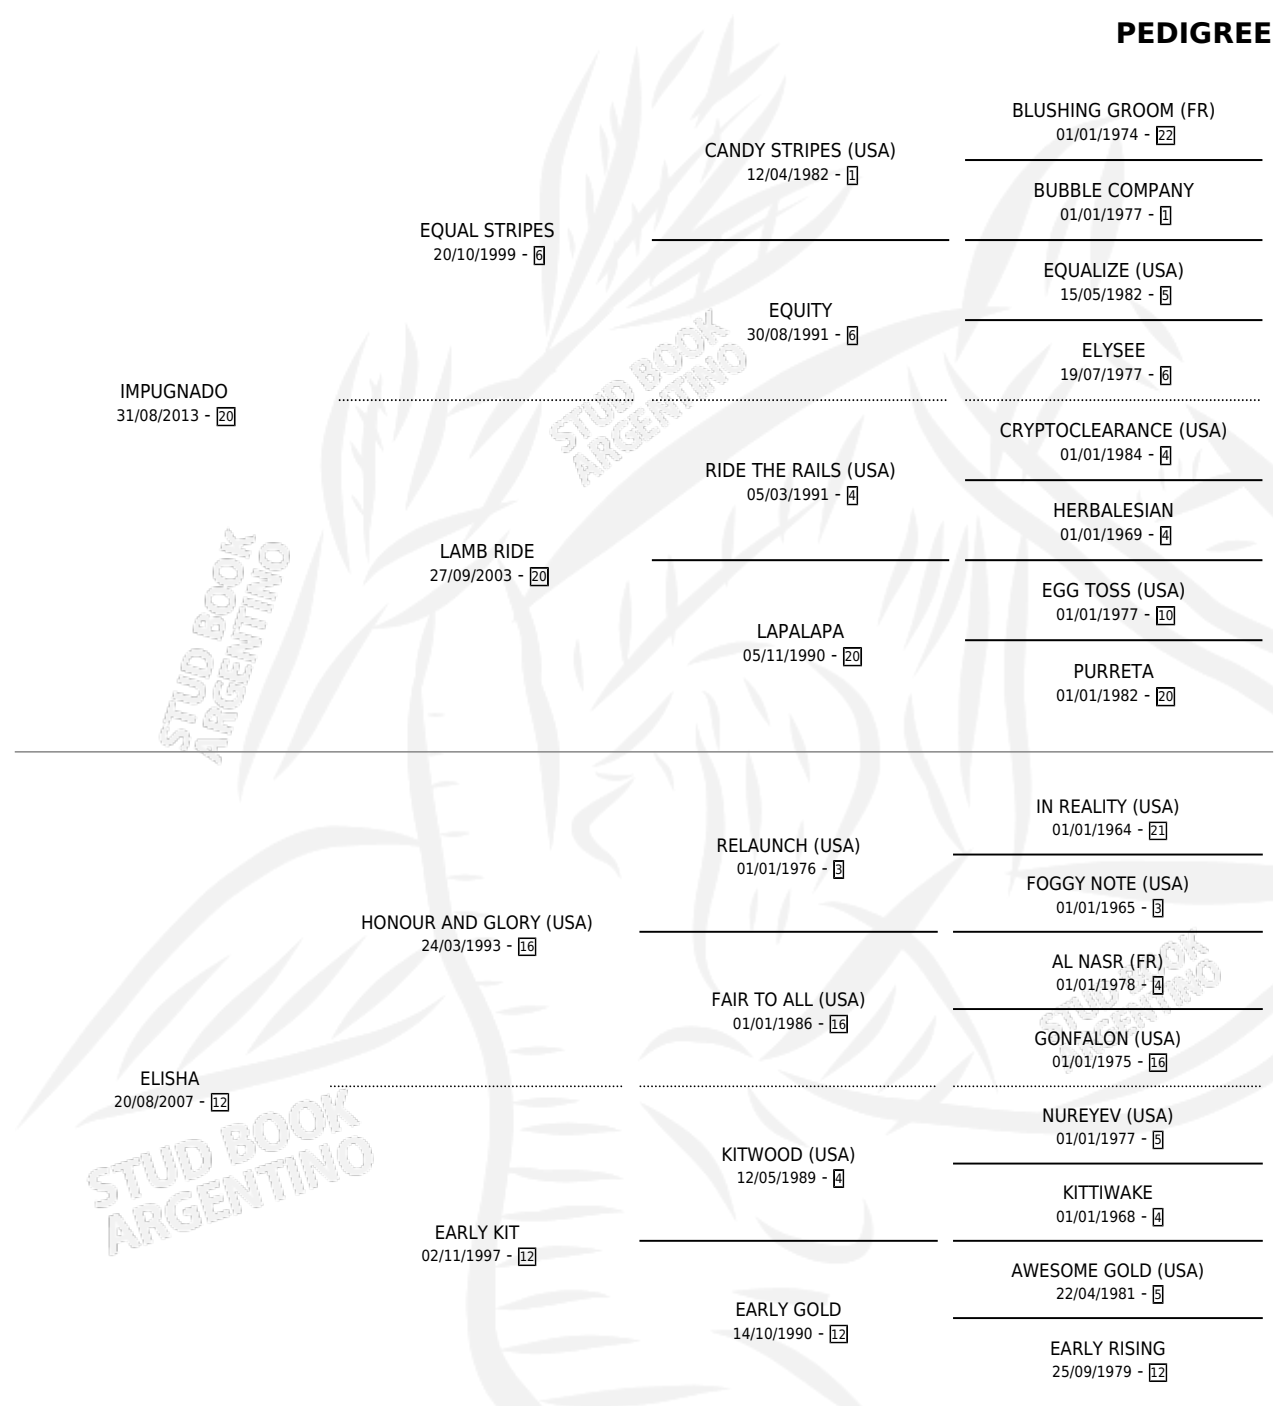 PEDIGREE
BLUSHING GROOM (FR)
01/01/1974 - 22
CANDY STRIPES (USA)
12/04/1982 - 1
BUBBLE COMPANY
01/01/1977 - 1
EQUAL STRIPES
20/10/1999 - 6
EQUALIZE (USA)
15/05/1982 - 5
EQUITY
30/08/1991 - 6
ELYSEE
19/07/1977 - 6
IMPUGNADO
31/08/2013 - 20
CRYPTOCLEARANCE (USA)
01/01/1984 - 4
RIDE THE RAILS (USA)
05/03/1991 - 4
HERBALESIAN
01/01/1969 - 4
LAMB RIDE
27/09/2003 - 20
EGG TOSS (USA)
01/01/1977 - 10
LAPALAPA
05/11/1990 - 20
PURRETA
01/01/1982 - 20
IN REALITY (USA)
01/01/1964 - 21
RELAUNCH (USA)
01/01/1976 - 3
FOGGY NOTE (USA)
01/01/1965 - 3
HONOUR AND GLORY (USA)
24/03/1993 - 16
AL NASR (FR)
01/01/1978 - 4
FAIR TO ALL (USA)
01/01/1986 - 16
GONFALON (USA)
01/01/1975 - 16
ELISHA
20/08/2007 - 12
NUREYEV (USA)
01/01/1977 - 5
KITWOOD (USA)
12/05/1989 - 4
KITTIWAKE
01/01/1968 - 4
EARLY KIT
02/11/1997 - 12
AWESOME GOLD (USA)
22/04/1981 - 5
EARLY GOLD
14/10/1990 - 12
EARLY RISING
25/09/1979 - 12
STUD BOOK
ARGENTINO
STUD BOOK
ARGENTINO
STUD BOOK
ARGENTINO
STUD BOOK
ARGENTINO